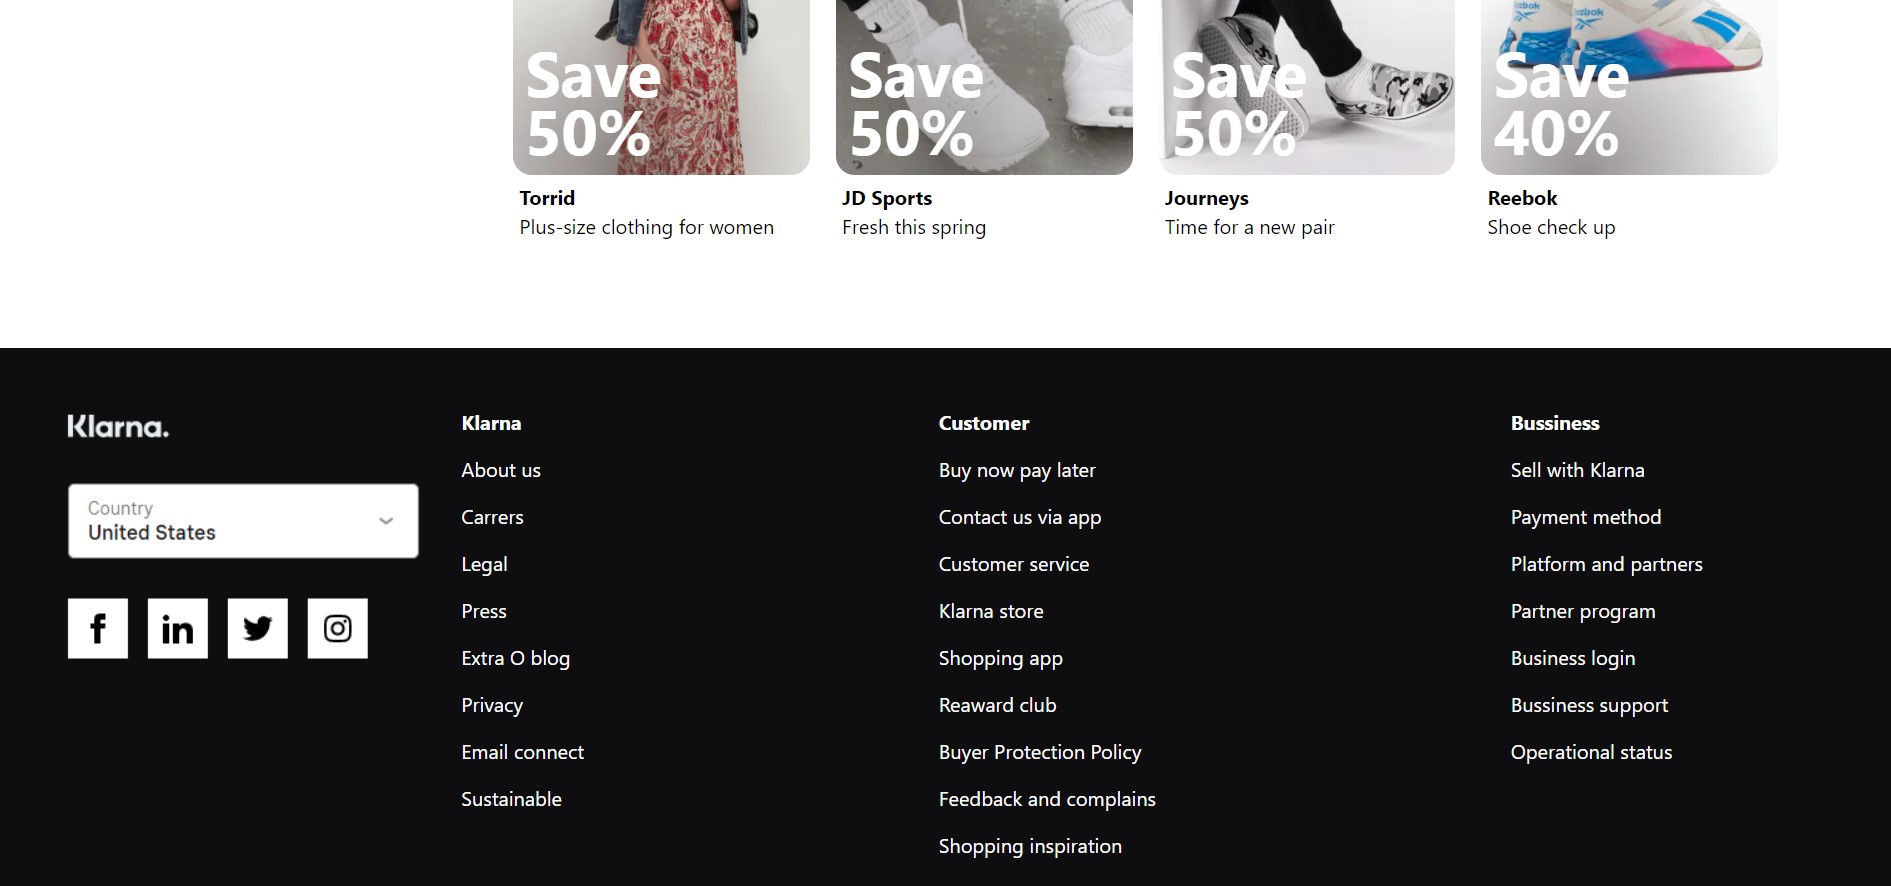 Save
50%
Save
50%
Save
50%
Reebok
Reebok
Save
40%
Torrid
Plus-size clothing for women
JD Sports
Fresh this spring
Journeys
Time for a new pair
Reebok
Shoe check up
Klarna.
Country
United States
Klarna
About us
Carrers
Legal
Press
Extra O blog
Privacy
Email connect
Sustainable
Customer
Buy now pay later
Contact us via app
Customer service
Klarna store
Shopping app
Reaward club
Buyer Protection Policy
Feedback and complains
Shopping inspiration
Bussiness
Sell with Klarna
Payment method
Platform and partners
Partner program
Business login
Bussiness support
Operational status